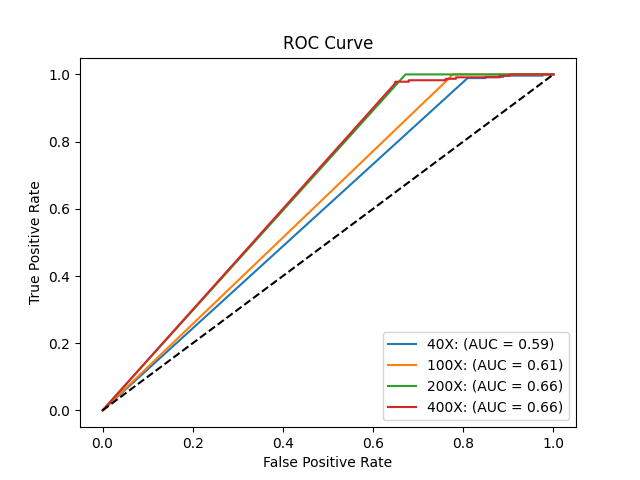 ROC Curve
1.0
0.8
0.6
0.4
0.2
0.0
True Positive Rate
40X: (AUC = 0.59)
100X: (AUC = 0.61)
200X: (AUC = 0.66)
400X: (AUC = 0.66)
0.0 0.2 0.4 0.6 0.8 1.0
False Positive Rate